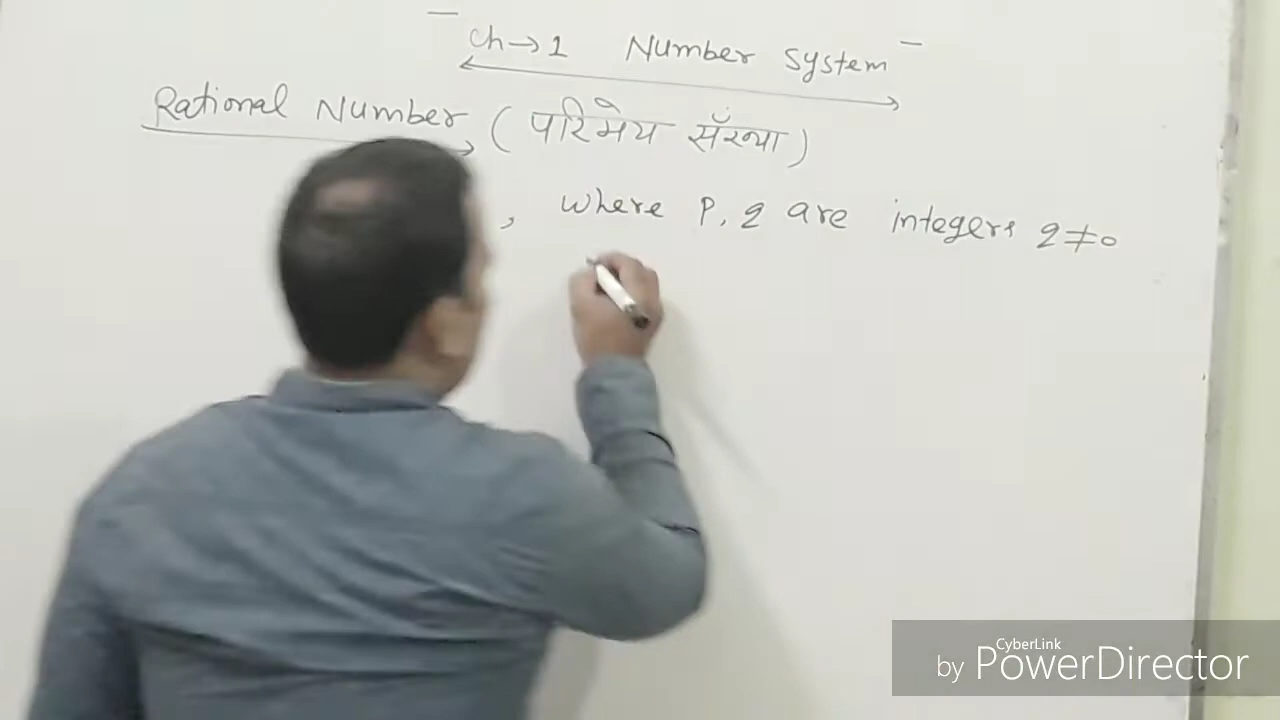 Ch→1 Number System
Rational Number (परिमेय सँख्या)
, where P, q are integers q≠0
CyberLink
by PowerDirector